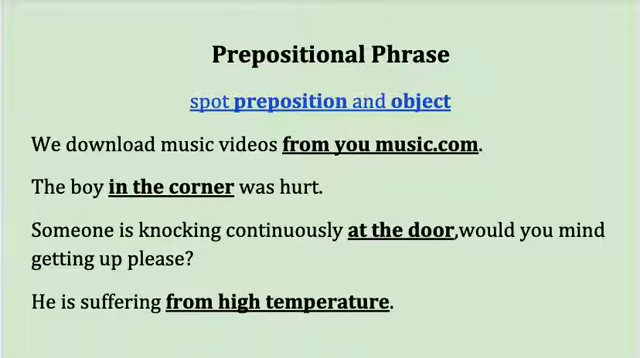 Prepositional Phrase
spot preposition and object
We download music videos from you music.com.
The boy in the corner was hurt.
Someone is knocking continuously at the door,would you mind
getting up please?
He is suffering from high temperature.